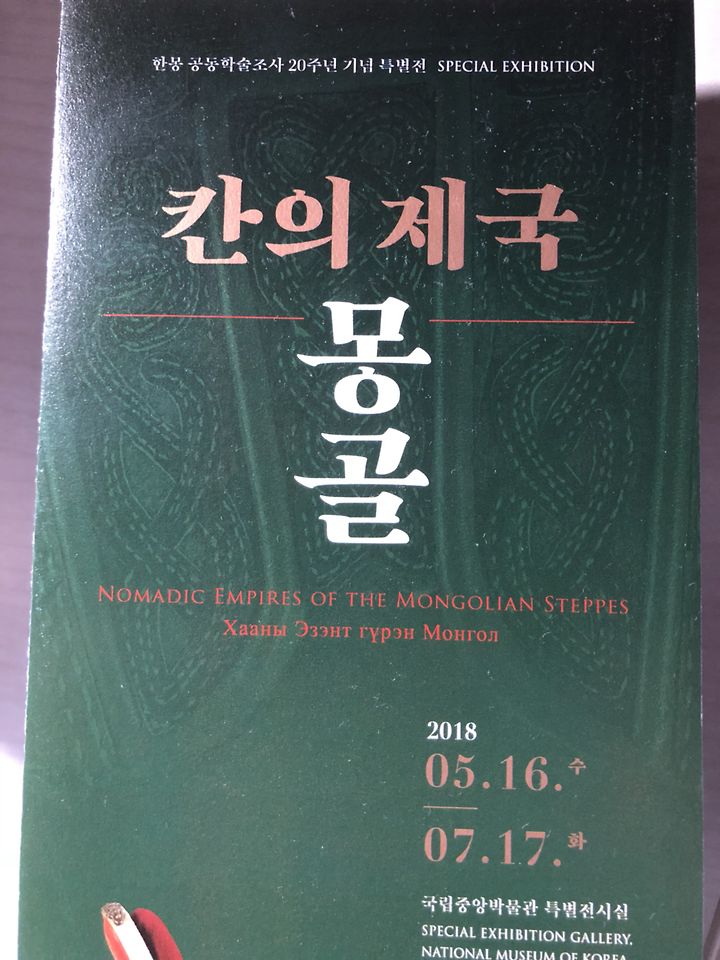 한몽 공동학술조사 20주년 기념 특별전 SPECIAL EXHIBITION
칸의 제국
몽
골
NOMADIC EMPIRES OF THE MONGOLIAN STEPPES
Хааны Эзэнт гүрэн Монгол
2018
05.16.수
07.17.화
국립중앙박물관 특별전시실
SPECIAL EXHIBITION GALLERY,
NATIONAL MUSEUM OF KOREA